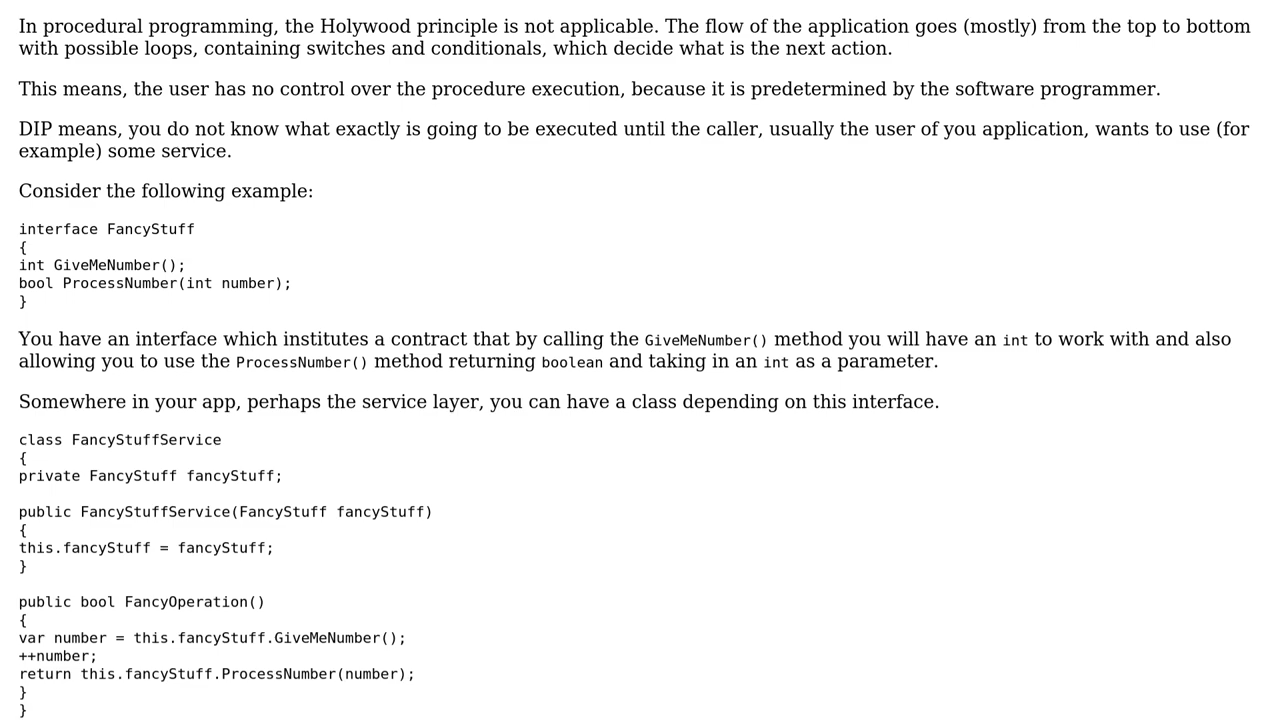 In procedural programming, the Holywood principle is not applicable. The flow of the application goes (mostly) from the top to bottom
with possible loops, containing switches and conditionals, which decide what is the next action.
This means, the user has no control over the procedure execution, because it is predetermined by the software programmer.
DIP means, you do not know what exactly is going to be executed until the caller, usually the user of you application, wants to use (for
example) some service.
Consider the following example:
interface FancyStuff
{
int GiveMeNumber();
bool ProcessNumber(int number);
}
You have an interface which institutes a contract that by calling the GiveMeNumber() method you will have an int to work with and also
allowing you to use the ProcessNumber() method returning boolean and taking in an int as a parameter.
Somewhere in your app, perhaps the service layer, you can have a class depending on this interface.
class FancyStuffService
{
private FancyStuff fancyStuff;
public FancyStuffService(FancyStuff fancyStuff)
{
this.fancyStuff = fancyStuff;
}
public bool FancyOperation()
{
var number = this.fancyStuff.GiveMeNumber();
++number;
return this.fancyStuff.ProcessNumber(number);
}
}